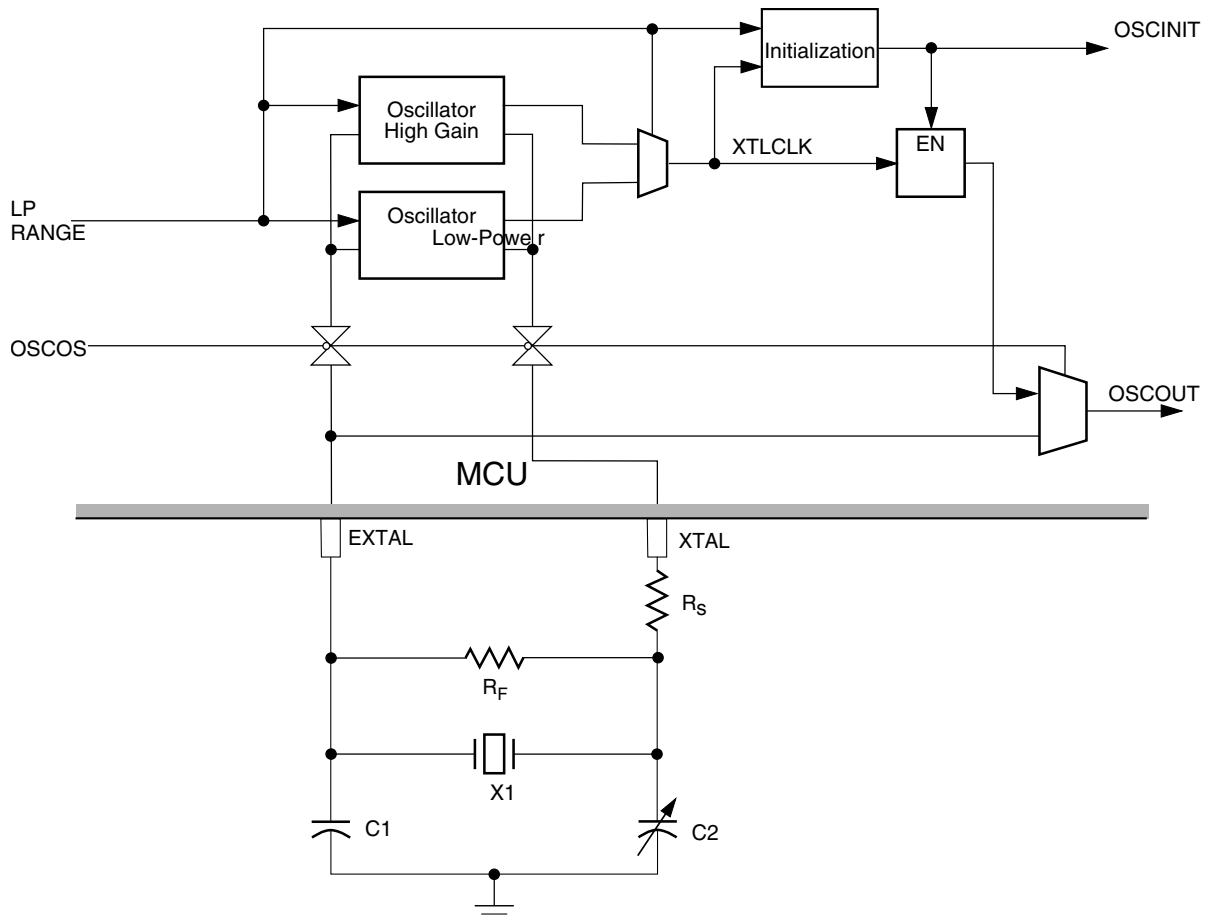 OSCINIT
Initialization
Oscillator
High Gain
XTLCLK
EN
LP
RANGE
Oscillator
Low-Powe r
OSCOS
OSCOUT
MCU
EXTAL
XTAL
RS
RF
X1
C1
C2